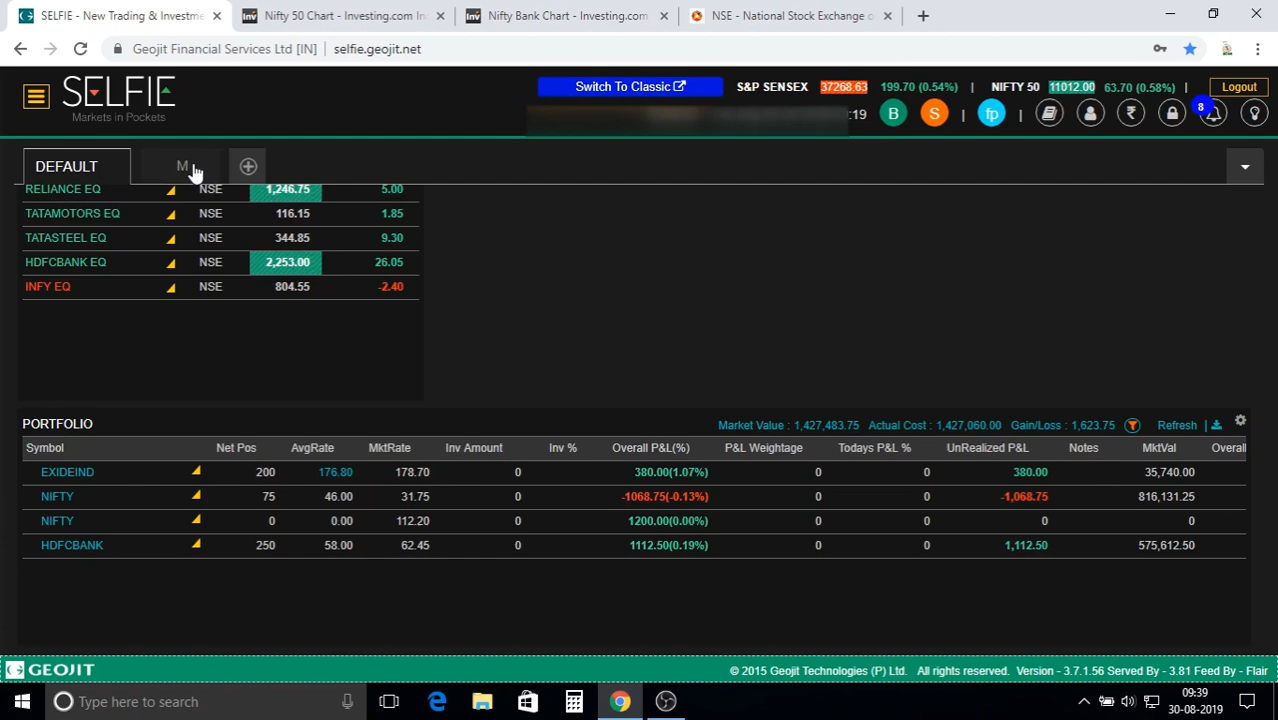 SELFIE - New Trading & Investme
Nifty 50 Chart - Investing.com In
Nifty Bank Chart - Investing.com
NSE - National Stock Exchange o
Geojit Financial Services Ltd [IN] | selfie.geojit.net
SELFIE
Markets in Pockets
Switch To Classic
S&P SENSEX 37268.63 199.70 (0.54%) | NIFTY 50 11012.00 63.70 (0.58%) | Logout
:19 B S | fp | 8
DEFAULT M
RELIANCE EQ NSE 1,246.75 5.00
TATAMOTORS EQ NSE 116.15 1.85
TATASTEEL EQ NSE 344.85 9.30
HDFCBANK EQ NSE 2,253.00 26.05
INFY EQ NSE 804.55 -2.40
PORTFOLIO Market Value : 1,427,483.75 Actual Cost : 1,427,060.00 Gain/Loss : 1,623.75 Refresh |
Symbol Net Pos AvgRate MktRate Inv Amount Inv % Overall P&L(%) P&L Weightage Todays P&L % UnRealized P&L Notes MktVal Overall
EXIDEIND 200 176.80 178.70 0 0 380.00(1.07%) 0 0 380.00 35,740.00
NIFTY 75 46.00 31.75 0 0 -1068.75(-0.13%) 0 0 -1,068.75 816,131.25
NIFTY 0 0.00 112.20 0 0 1200.00(0.00%) 0 0 0 0
HDFCBANK 250 58.00 62.45 0 0 1112.50(0.19%) 0 0 1,112.50 575,612.50
GEOJIT © 2015 Geojit Technologies (P) Ltd. All rights reserved. Version - 3.7.1.56 Served By - 3.81 Feed By - Flair
Type here to search
09:39
30-08-2019